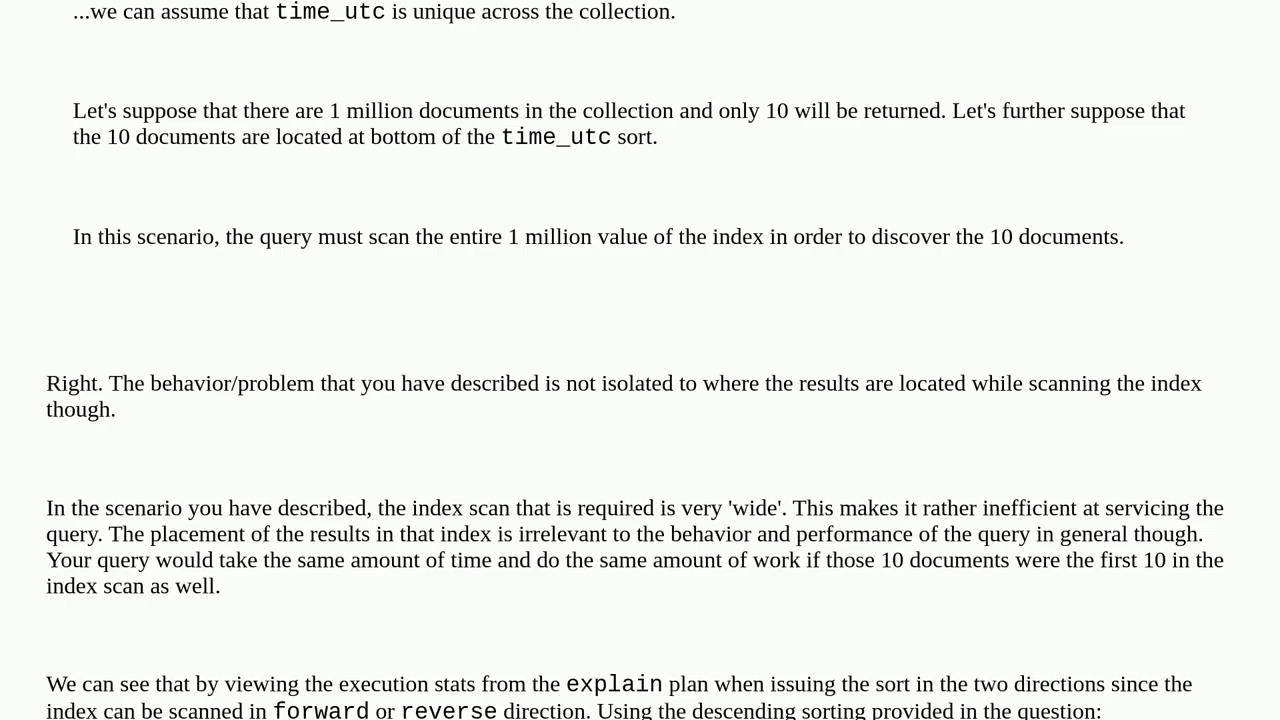 ...we can assume that time_utc is unique across the collection.
Let's suppose that there are 1 million documents in the collection and only 10 will be returned. Let's further suppose that
the 10 documents are located at bottom of the time_utc sort.
In this scenario, the query must scan the entire 1 million value of the index in order to discover the 10 documents.
Right. The behavior/problem that you have described is not isolated to where the results are located while scanning the index
though.
In the scenario you have described, the index scan that is required is very 'wide'. This makes it rather inefficient at servicing the
query. The placement of the results in that index is irrelevant to the behavior and performance of the query in general though.
Your query would take the same amount of time and do the same amount of work if those 10 documents were the first 10 in the
index scan as well.
We can see that by viewing the execution stats from the explain plan when issuing the sort in the two directions since the
index can be scanned in forward or reverse direction. Using the descending sorting provided in the question: